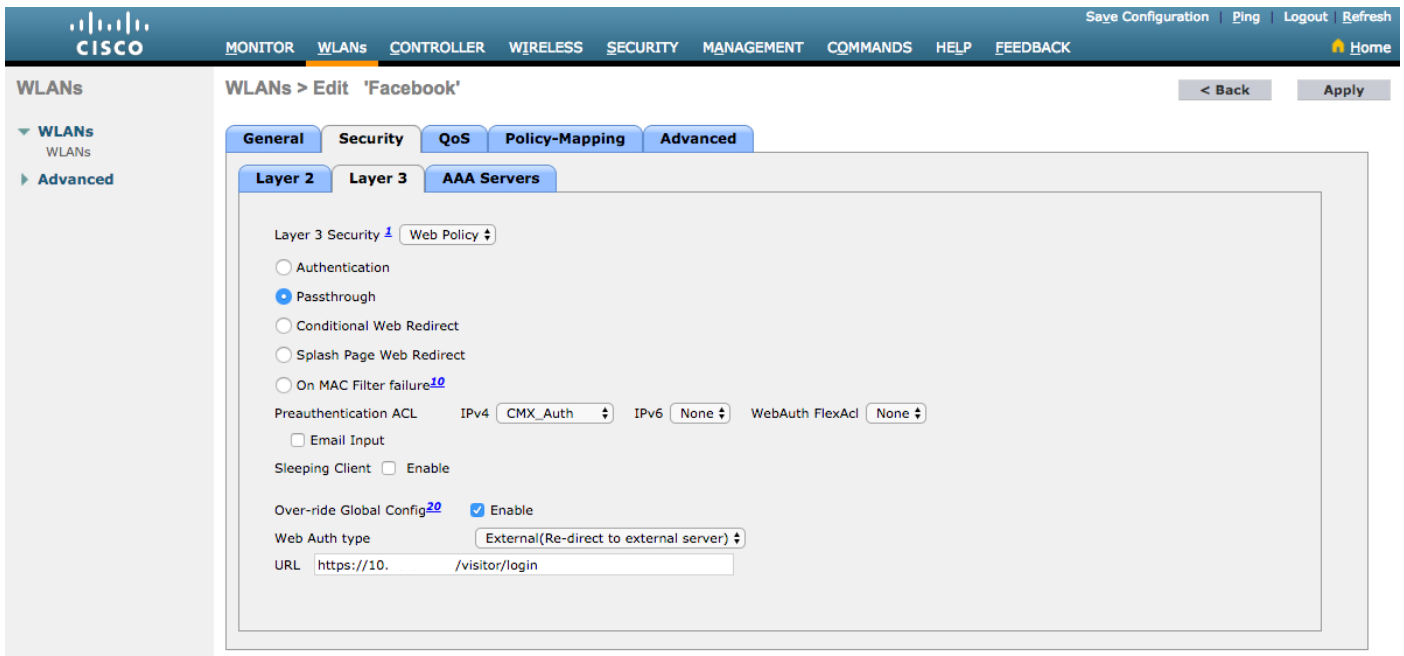 Save Configuration | Ping | Logout | Refresh
CISCO
MONITOR WLANs CONTROLLER WIRELESS SECURITY MANAGEMENT COMMANDS HELP FEEDBACK Home
WLANs
WLANs > Edit 'Facebook'
< Back
Apply
WLANs
WLANs
Advanced
General Security QoS Policy-Mapping Advanced
Layer 2 Layer 3 AAA Servers
Layer 3 Security 1 Web Policy
Authentication
Passthrough
Conditional Web Redirect
Splash Page Web Redirect
On MAC Filter failure10
Preauthentication ACL IPv4 CMX_Auth IPv6 None WebAuth FlexAcl None
Email Input
Sleeping Client Enable
Over-ride Global Config20 Enable
Web Auth type External(Re-direct to external server)
URL https://10. /visitor/login